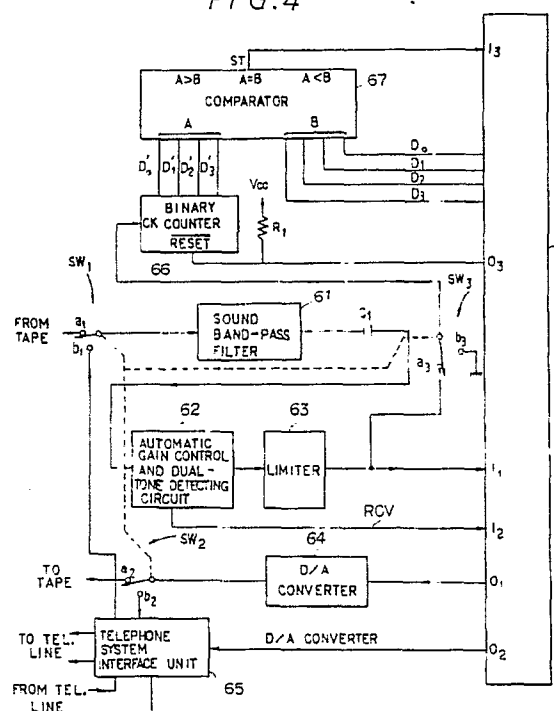 FIG.4
I3
ST
67
A>B A=B A<B
COMPARATOR
A B
D'0 D'1 D'2 D'3
D0
D1
D2
D3
VCC
R1
BINARY
CK COUNTER
RESET
66
O3
SW1
SW3
61
FROM
TAPE
a1
b1
SOUND
BAND-PASS
FILTER
b3
a3
62
63
AUTOMATIC
GAIN CONTROL
AND DUAL-
TONE DETECTING
CIRCUIT
LIMITER
I1
RCV
I2
SW2
64
TO
TAPE
a2
b2
D/A
CONVERTER
O1
TO TEL.
LINE
TELEPHONE
SYSTEM
INTERFACE UNIT
D/A CONVERTER
O2
FROM TEL.
LINE
65